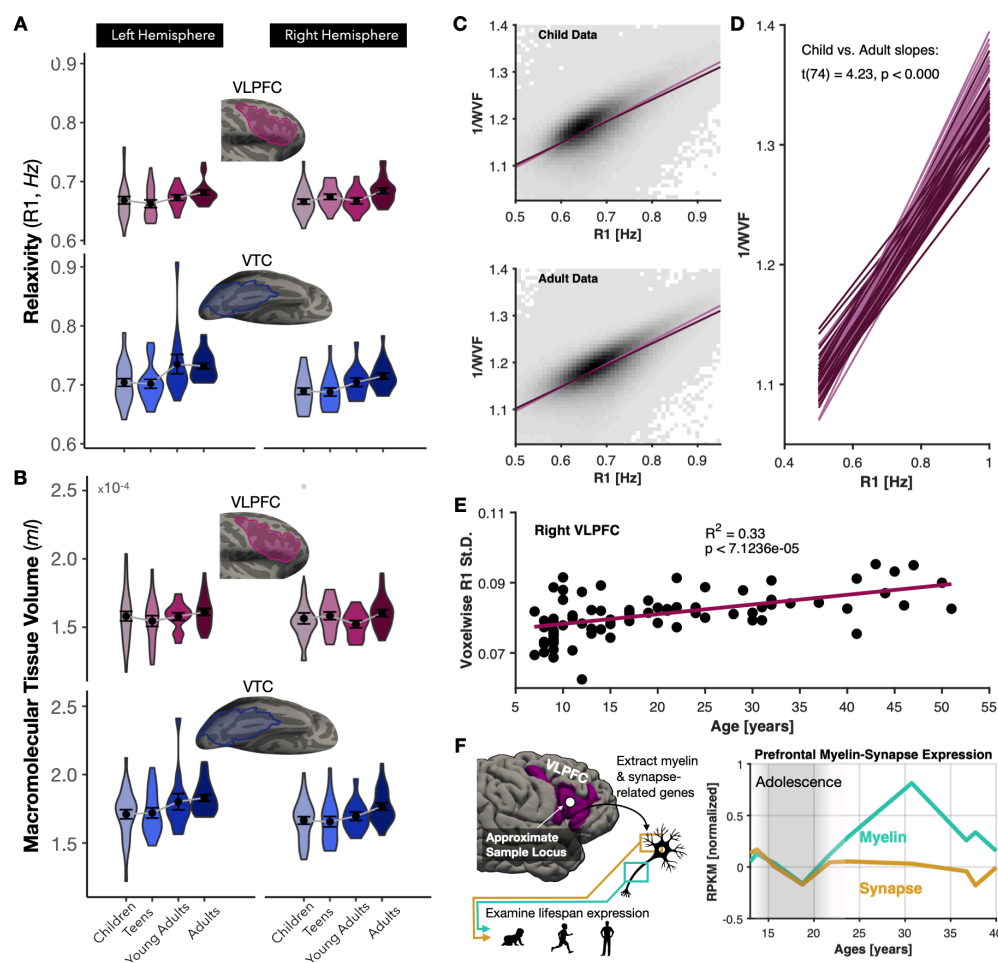 A
Left Hemisphere
Right Hemisphere
Relaxivity (R1, Hz)
0.9
0.8
0.7
0.6
VLPFC
0.9
0.8
0.7
0.6
VTC
B
Macromolecular Tissue Volume (ml)
x10-4
2.5
2.0
1.5
VLPFC
2.5
2.0
1.5
VTC
Children
Teens
Young Adults
Adults
Children
Teens
Young Adults
Adults
C
Child Data
1/WVF
1.4
1.3
1.2
1.1
0.5 0.6 0.7 0.8 0.9
R1 [Hz]
Adult Data
1/WVF
1.4
1.3
1.2
1.1
0.5 0.6 0.7 0.8 0.9
R1 [Hz]
D
Child vs. Adult slopes:
t(74) = 4.23, p < 0.000
1/WVF
1.4
1.3
1.2
1.1
0.4 0.6 0.8 1
R1 [Hz]
E
Right VLPFC
R2 = 0.33
p < 7.1236e-05
Voxelwise R1 St.D.
0.11
0.09
0.07
5 10 15 20 25 30 35 40 45 50 55
Age [years]
F
VLPFC
Approximate
Sample Locus
Extract myelin
& synapse-
related genes
Examine lifespan expression
Prefrontal Myelin-Synapse Expression
Adolescence
Myelin
Synapse
RPKM [normalized]
1
0.5
0
-0.5
15 20 25 30 35 40
Ages [years]